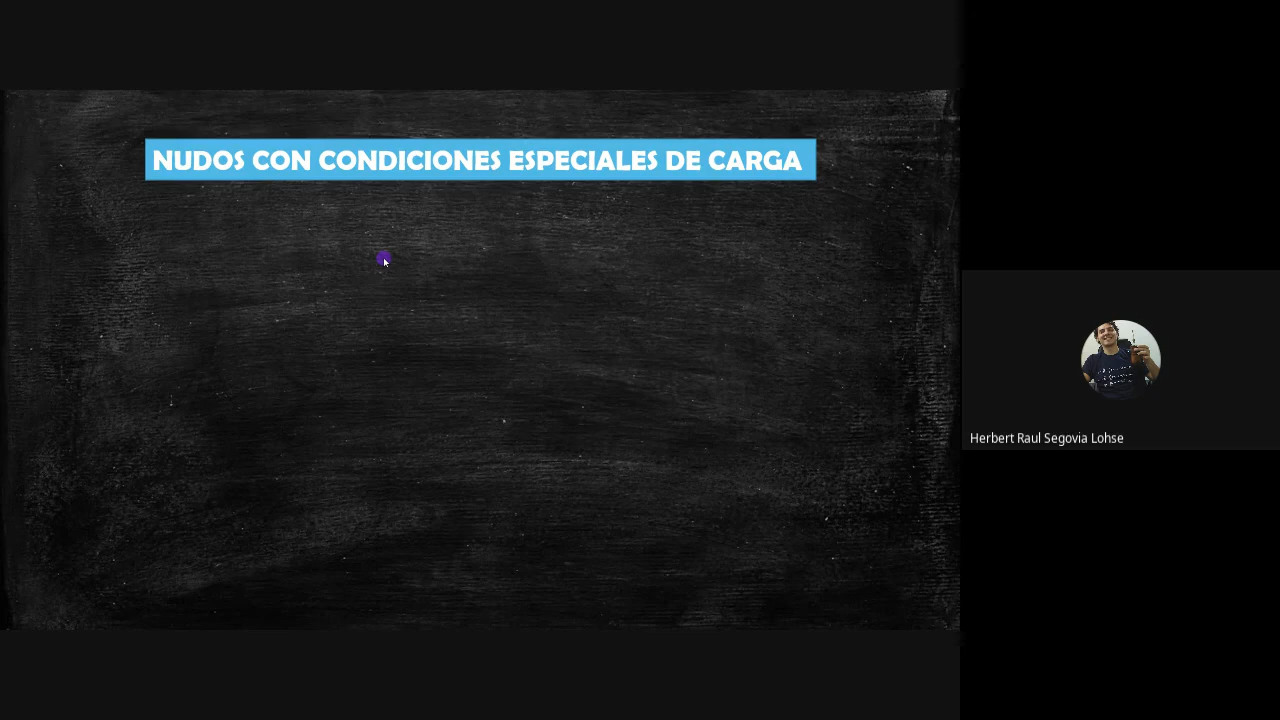 NUDOS CON CONDICIONES ESPECIALES DE CARGA
Herbert Raul Segovia Lohse